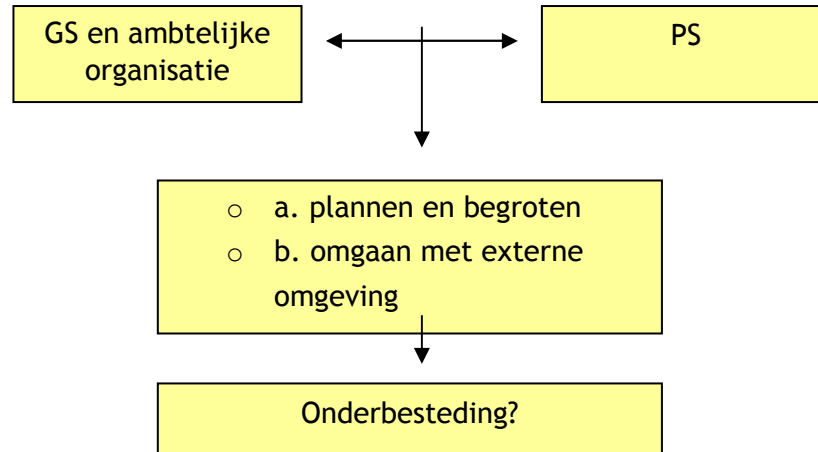 GS en ambtelijke
organisatie
PS
o a. plannen en begroten
o b. omgaan met externe
omgeving
Onderbesteding?